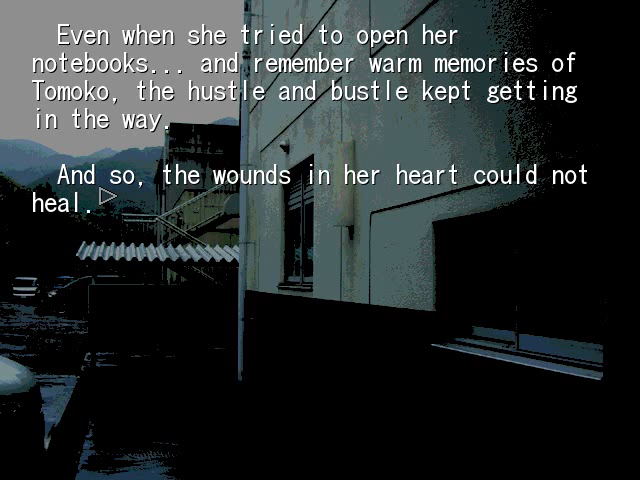 Even when she tried to open her
notebooks... and remember warm memories of
Tomoko, the hustle and bustle kept getting
in the way.
And so, the wounds in her heart could not
heal.